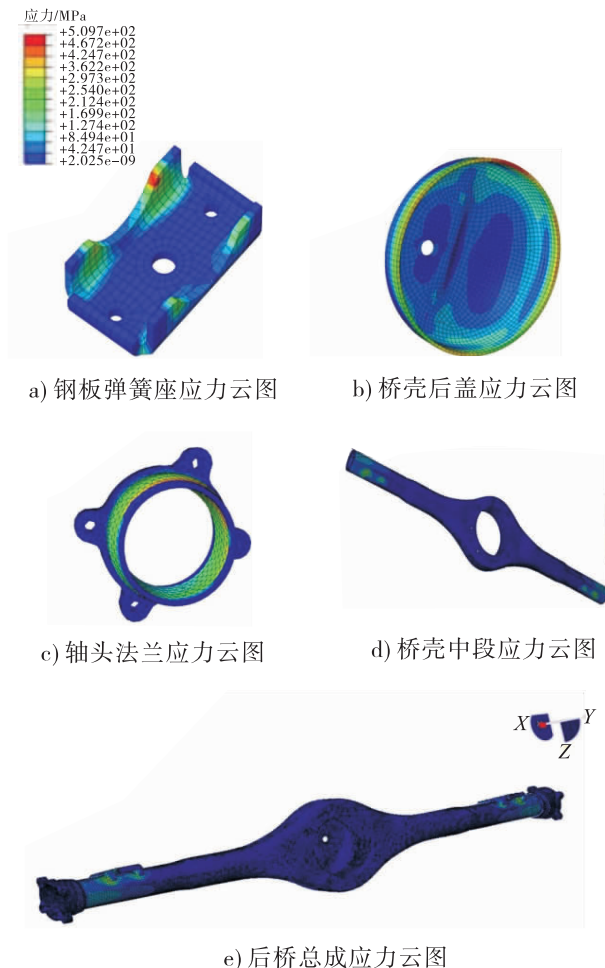 应力/MPa
+5.097e+02
+4.672e+02
+4.247e+02
+3.622e+02
+2.973e+02
+2.540e+02
+2.124e+02
+1.699e+02
+1.274e+02
+8.494e+01
+4.247e+01
+2.025e-09
a) 钢板弹簧座应力云图
b) 桥壳后盖应力云图
c) 轴头法兰应力云图
d) 桥壳中段应力云图
X Y
Z
e) 后桥总成应力云图